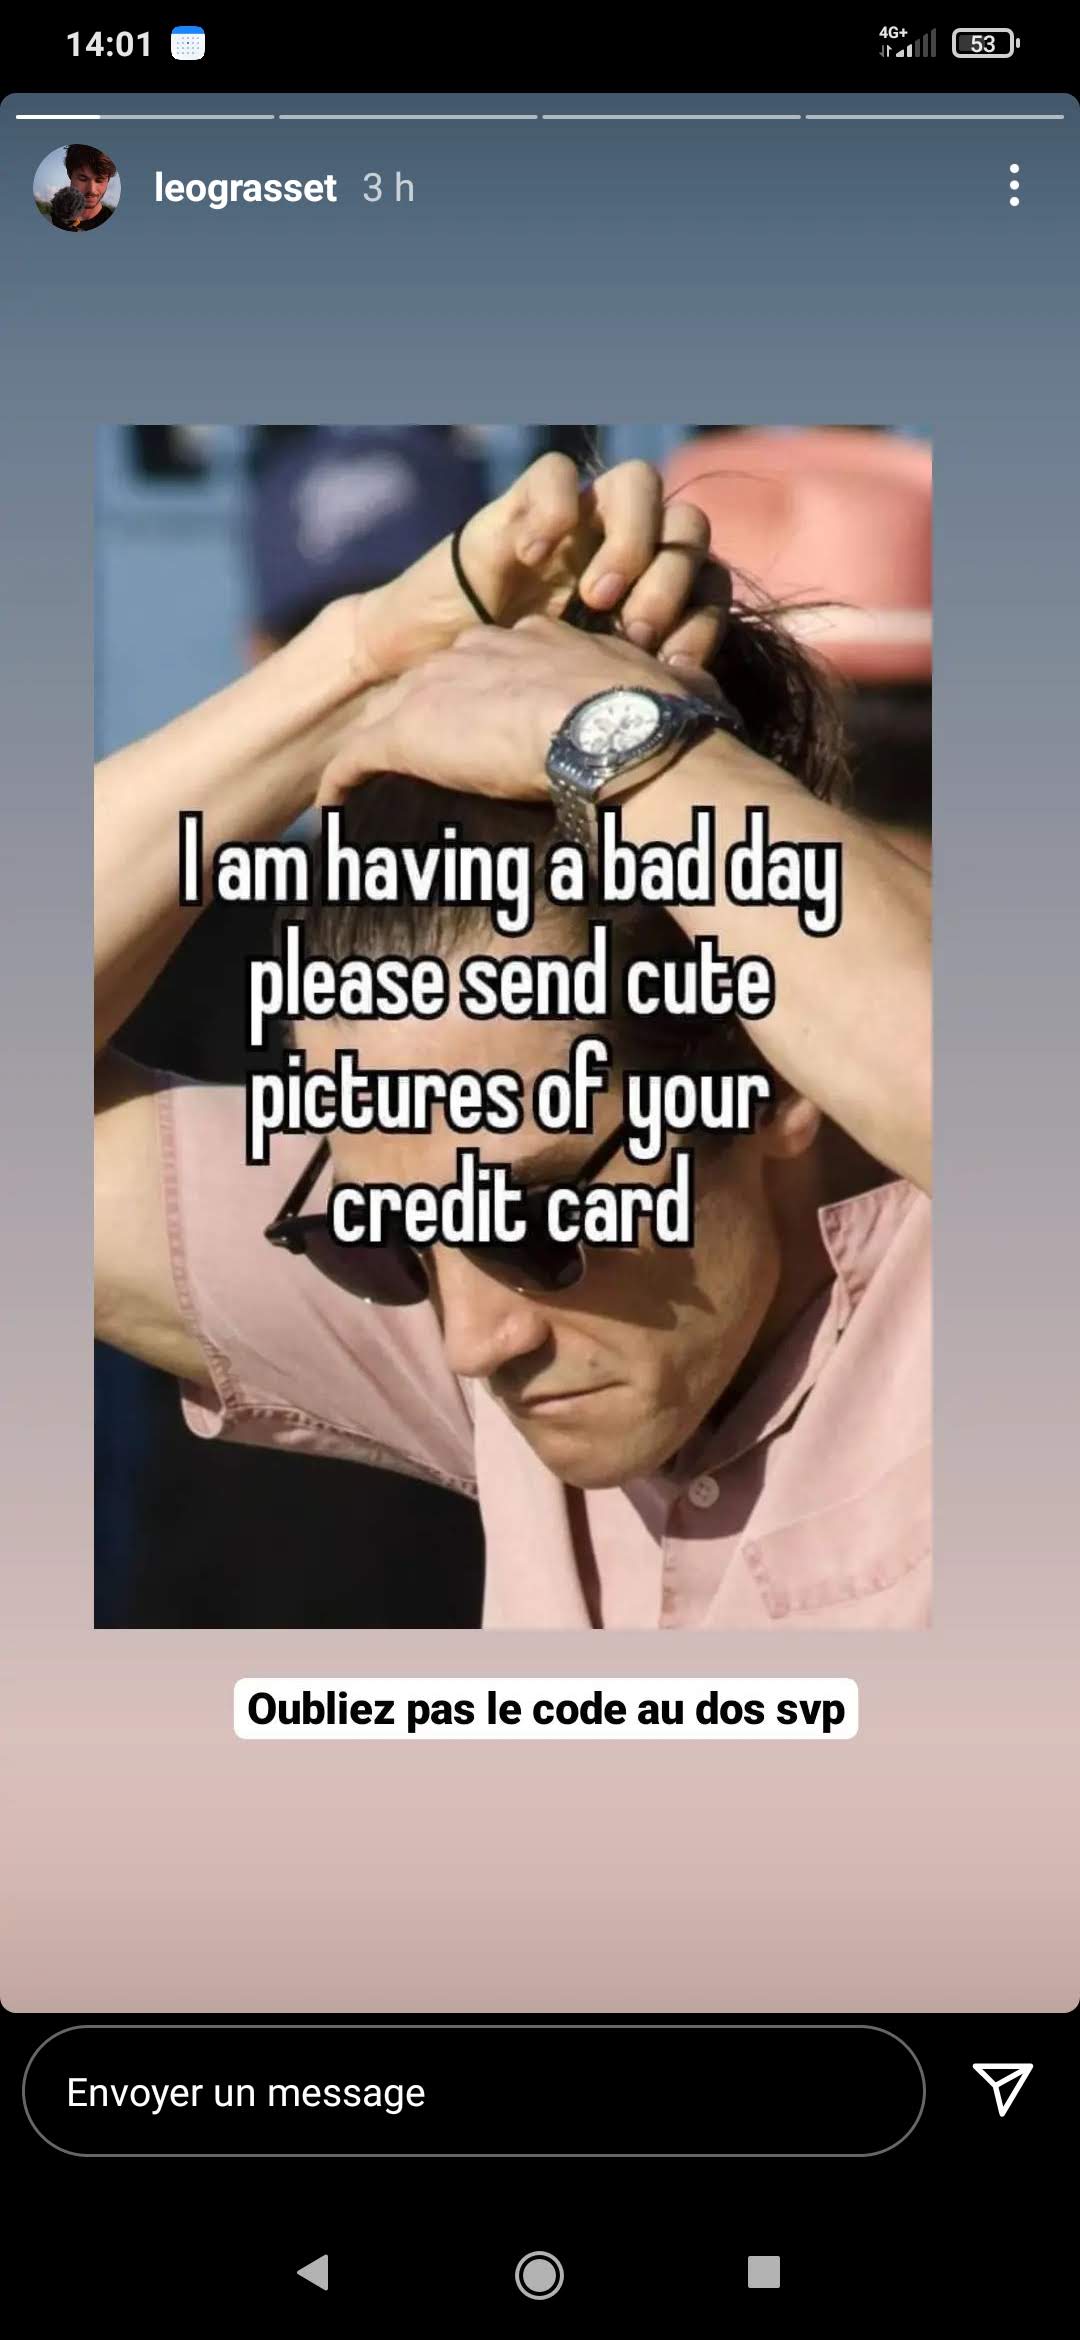 14:01
4G+
53
leograsset 3 h
I am having a bad day
please send cute
pictures of your
credit card
Oubliez pas le code au dos svp
Envoyer un message